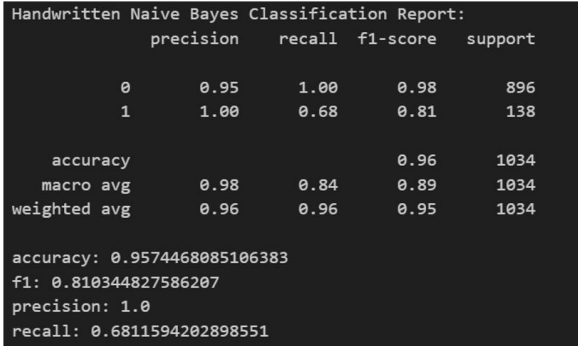 Handwritten Naive Bayes Classification Report:
precision recall f1-score support
0 0.95 1.00 0.98 896
1 1.00 0.68 0.81 138
accuracy 0.96 1034
macro avg 0.98 0.84 0.89 1034
weighted avg 0.96 0.96 0.95 1034
accuracy: 0.9574468085106383
f1: 0.810344827586207
precision: 1.0
recall: 0.6811594202898551